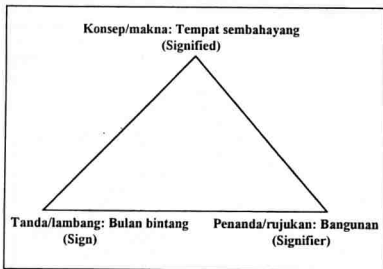 Konsep/makna: Tempat sembahayang
(Signified)
Tanda/lambang: Bulan bintang
(Sign)
Penanda/rujukan: Bangunan
(Signifier)